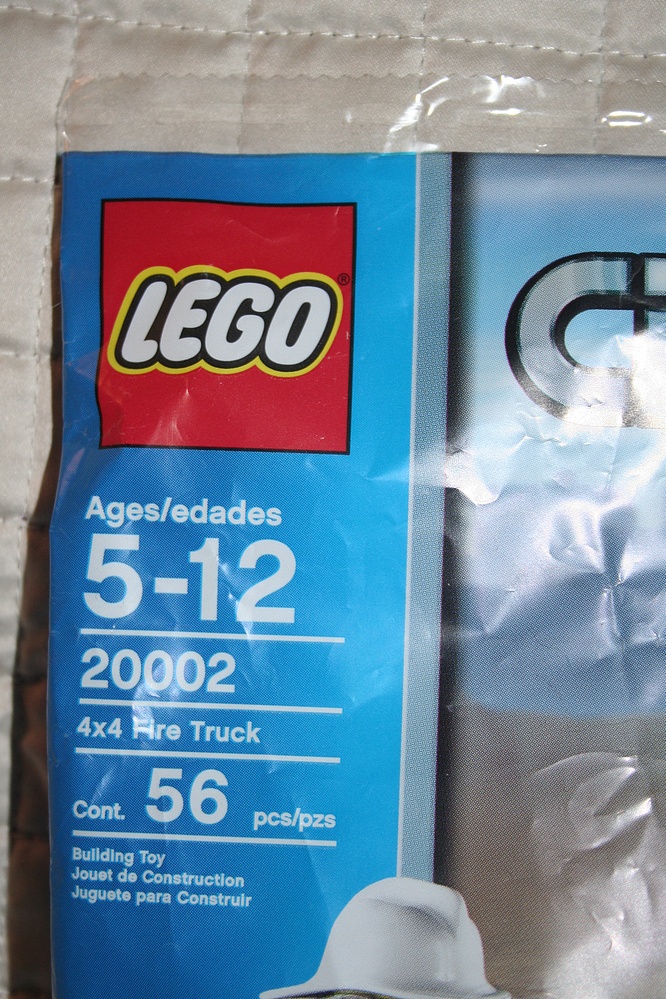 LEGO®
Ages/edades
5-12
20002
4x4 Fire Truck
Cont. 56 pcs/pzs
Building Toy
Jouet de Construction
Juguete para Construir